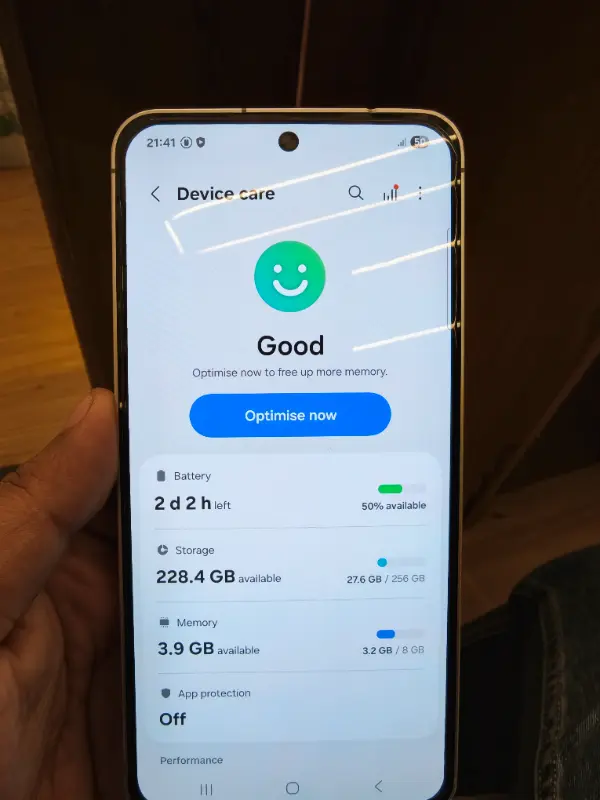 21:41 50
Device care
Good
Optimise now to free up more memory.
Optimise now
Battery
2 d 2 h left
50% available
Storage
228.4 GB available
27.6 GB / 256 GB
Memory
3.9 GB available
3.2 GB / 8 GB
App protection
Off
Performance